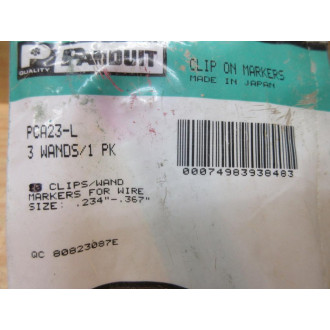 PANDUIT
QUALITY
CLIP ON MARKERS
MADE IN JAPAN
PCA23-L
3 WANDS/1 PK
00074983938483
CLIPS/WAND
MARKERS FOR WIRE
SIZE: .234"-.367"
QC 80823087E